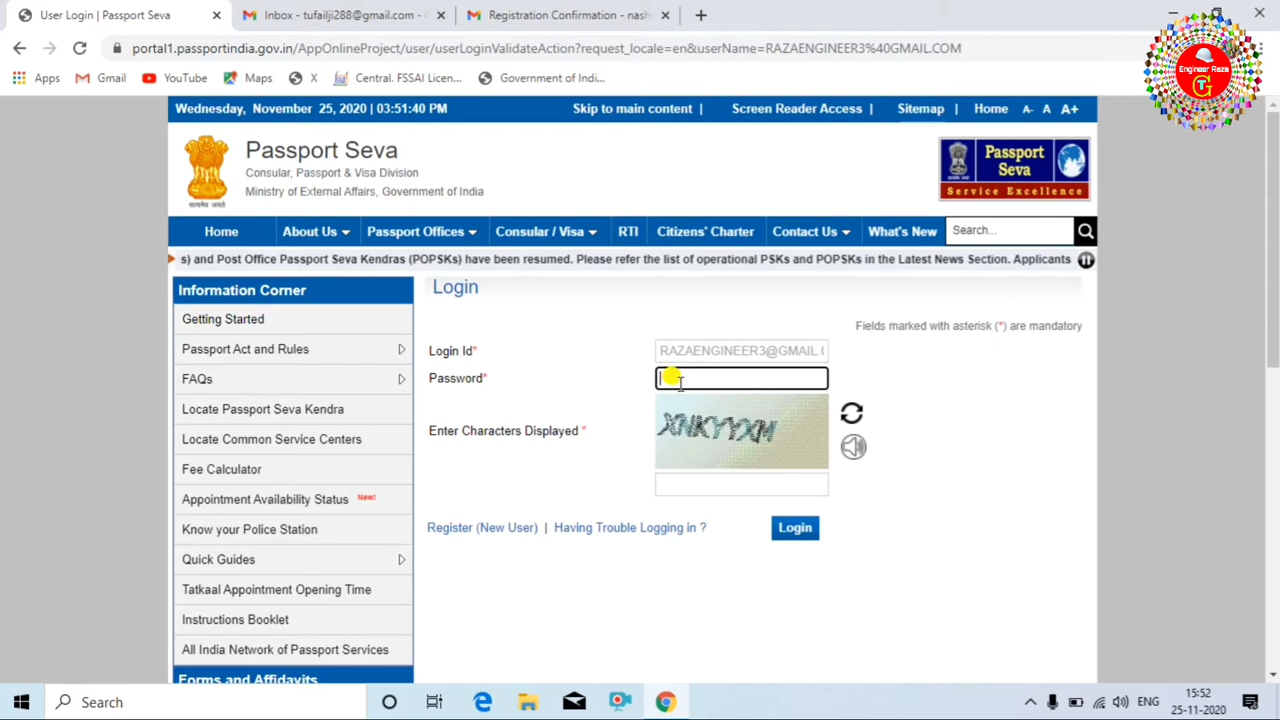 User Login | Passport Seva
Inbox - tufailji288@gmail.com - G
Registration Confirmation - nash
portal1.passportindia.gov.in/AppOnlineProject/user/userLoginValidateAction?request_locale=en&userName=RAZAENGINEER3%40GMAIL.COM
Apps Gmail YouTube Maps X Central. FSSAI Licen... Government of Ind...
Engineer Raza
Wednesday, November 25, 2020 | 03:51:40 PM Skip to main content | Screen Reader Access | Sitemap | Home A- A A+
Passport Seva
Consular, Passport & Visa Division
Ministry of External Affairs, Government of India
सत्यमेव जयते
Passport Seva
Service Excellence
Home About Us Passport Offices Consular / Visa RTI Citizens' Charter Contact Us What's New Search...
s) and Post Office Passport Seva Kendras (POPSKs) have been resumed. Please refer the list of operational PSKs and POPSKs in the Latest News Section. Applicants
Information Corner
Getting Started
Passport Act and Rules
FAQs
Locate Passport Seva Kendra
Locate Common Service Centers
Fee Calculator
Appointment Availability Status New!
Know your Police Station
Quick Guides
Tatkaal Appointment Opening Time
Instructions Booklet
All India Network of Passport Services
Forms and Affidavits
Login
Fields marked with asterisk (*) are mandatory
Login Id* RAZAENGINEER3@GMAIL.C
Password*
Enter Characters Displayed * XNKYYXM
Register (New User) | Having Trouble Logging in ? Login
Search
ENG
15:52
25-11-2020